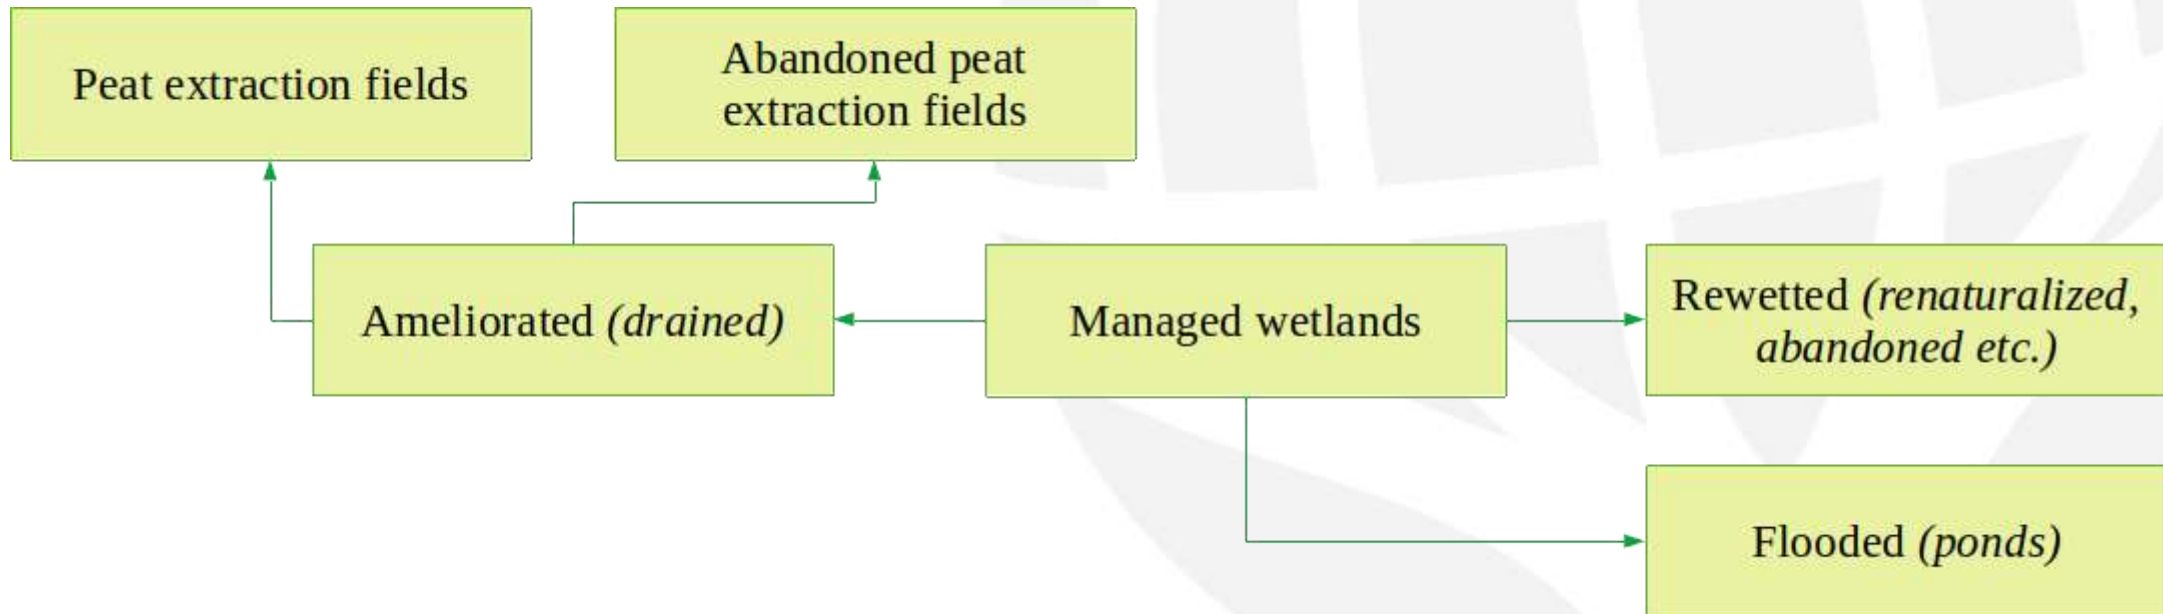 Peat extraction fields
Abandoned peat
extraction fields
Ameliorated (drained)
Managed wetlands
Rewetted (renaturalized,
abandoned etc.)
Flooded (ponds)